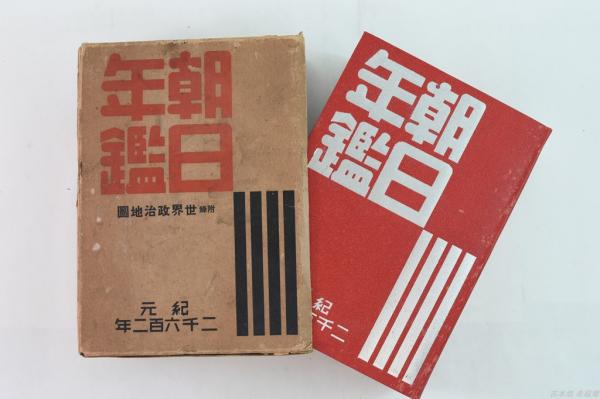 朝日
年鑑
附錄世界政治地圖
紀元
二千六百二年
朝日
年鑑
紀
二千